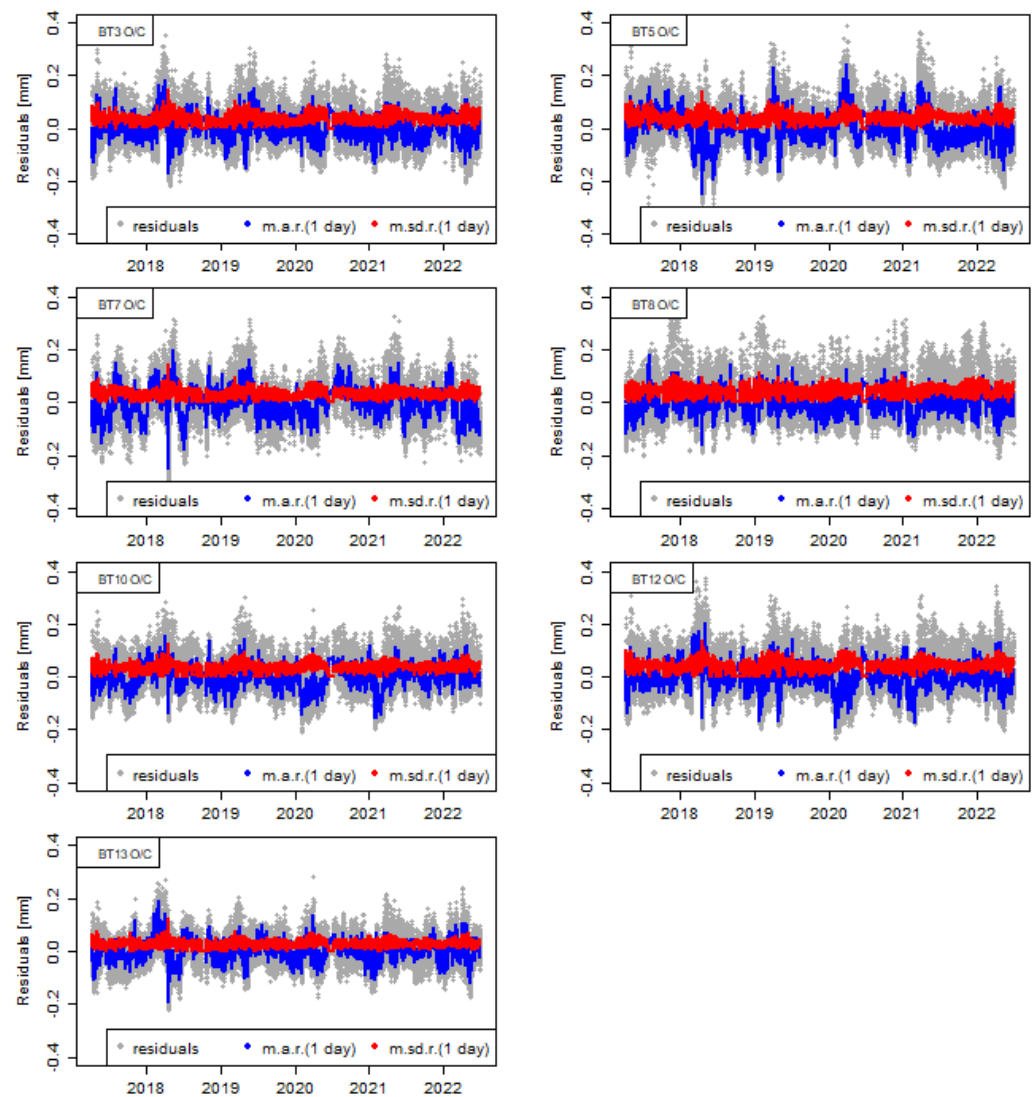 BT3 O/C
BT5 O/C
Residuals [mm]
0.4
0.2
0.0
-0.2
-0.4
residuals m.a.r.(1 day) m.sd.r.(1 day)
2018 2019 2020 2021 2022
Residuals [mm]
0.4
0.2
0.0
-0.2
-0.4
residuals m.a.r.(1 day) m.sd.r.(1 day)
2018 2019 2020 2021 2022
BT7 O/C
BT8 O/C
Residuals [mm]
0.4
0.2
0.0
-0.2
-0.4
residuals m.a.r.(1 day) m.sd.r.(1 day)
2018 2019 2020 2021 2022
Residuals [mm]
0.4
0.2
0.0
-0.2
-0.4
residuals m.a.r.(1 day) m.sd.r.(1 day)
2018 2019 2020 2021 2022
BT10 O/C
BT12 O/C
Residuals [mm]
0.4
0.2
0.0
-0.2
-0.4
residuals m.a.r.(1 day) m.sd.r.(1 day)
2018 2019 2020 2021 2022
Residuals [mm]
0.4
0.2
0.0
-0.2
-0.4
residuals m.a.r.(1 day) m.sd.r.(1 day)
2018 2019 2020 2021 2022
BT13 O/C
Residuals [mm]
0.4
0.2
0.0
-0.2
-0.4
residuals m.a.r.(1 day) m.sd.r.(1 day)
2018 2019 2020 2021 2022